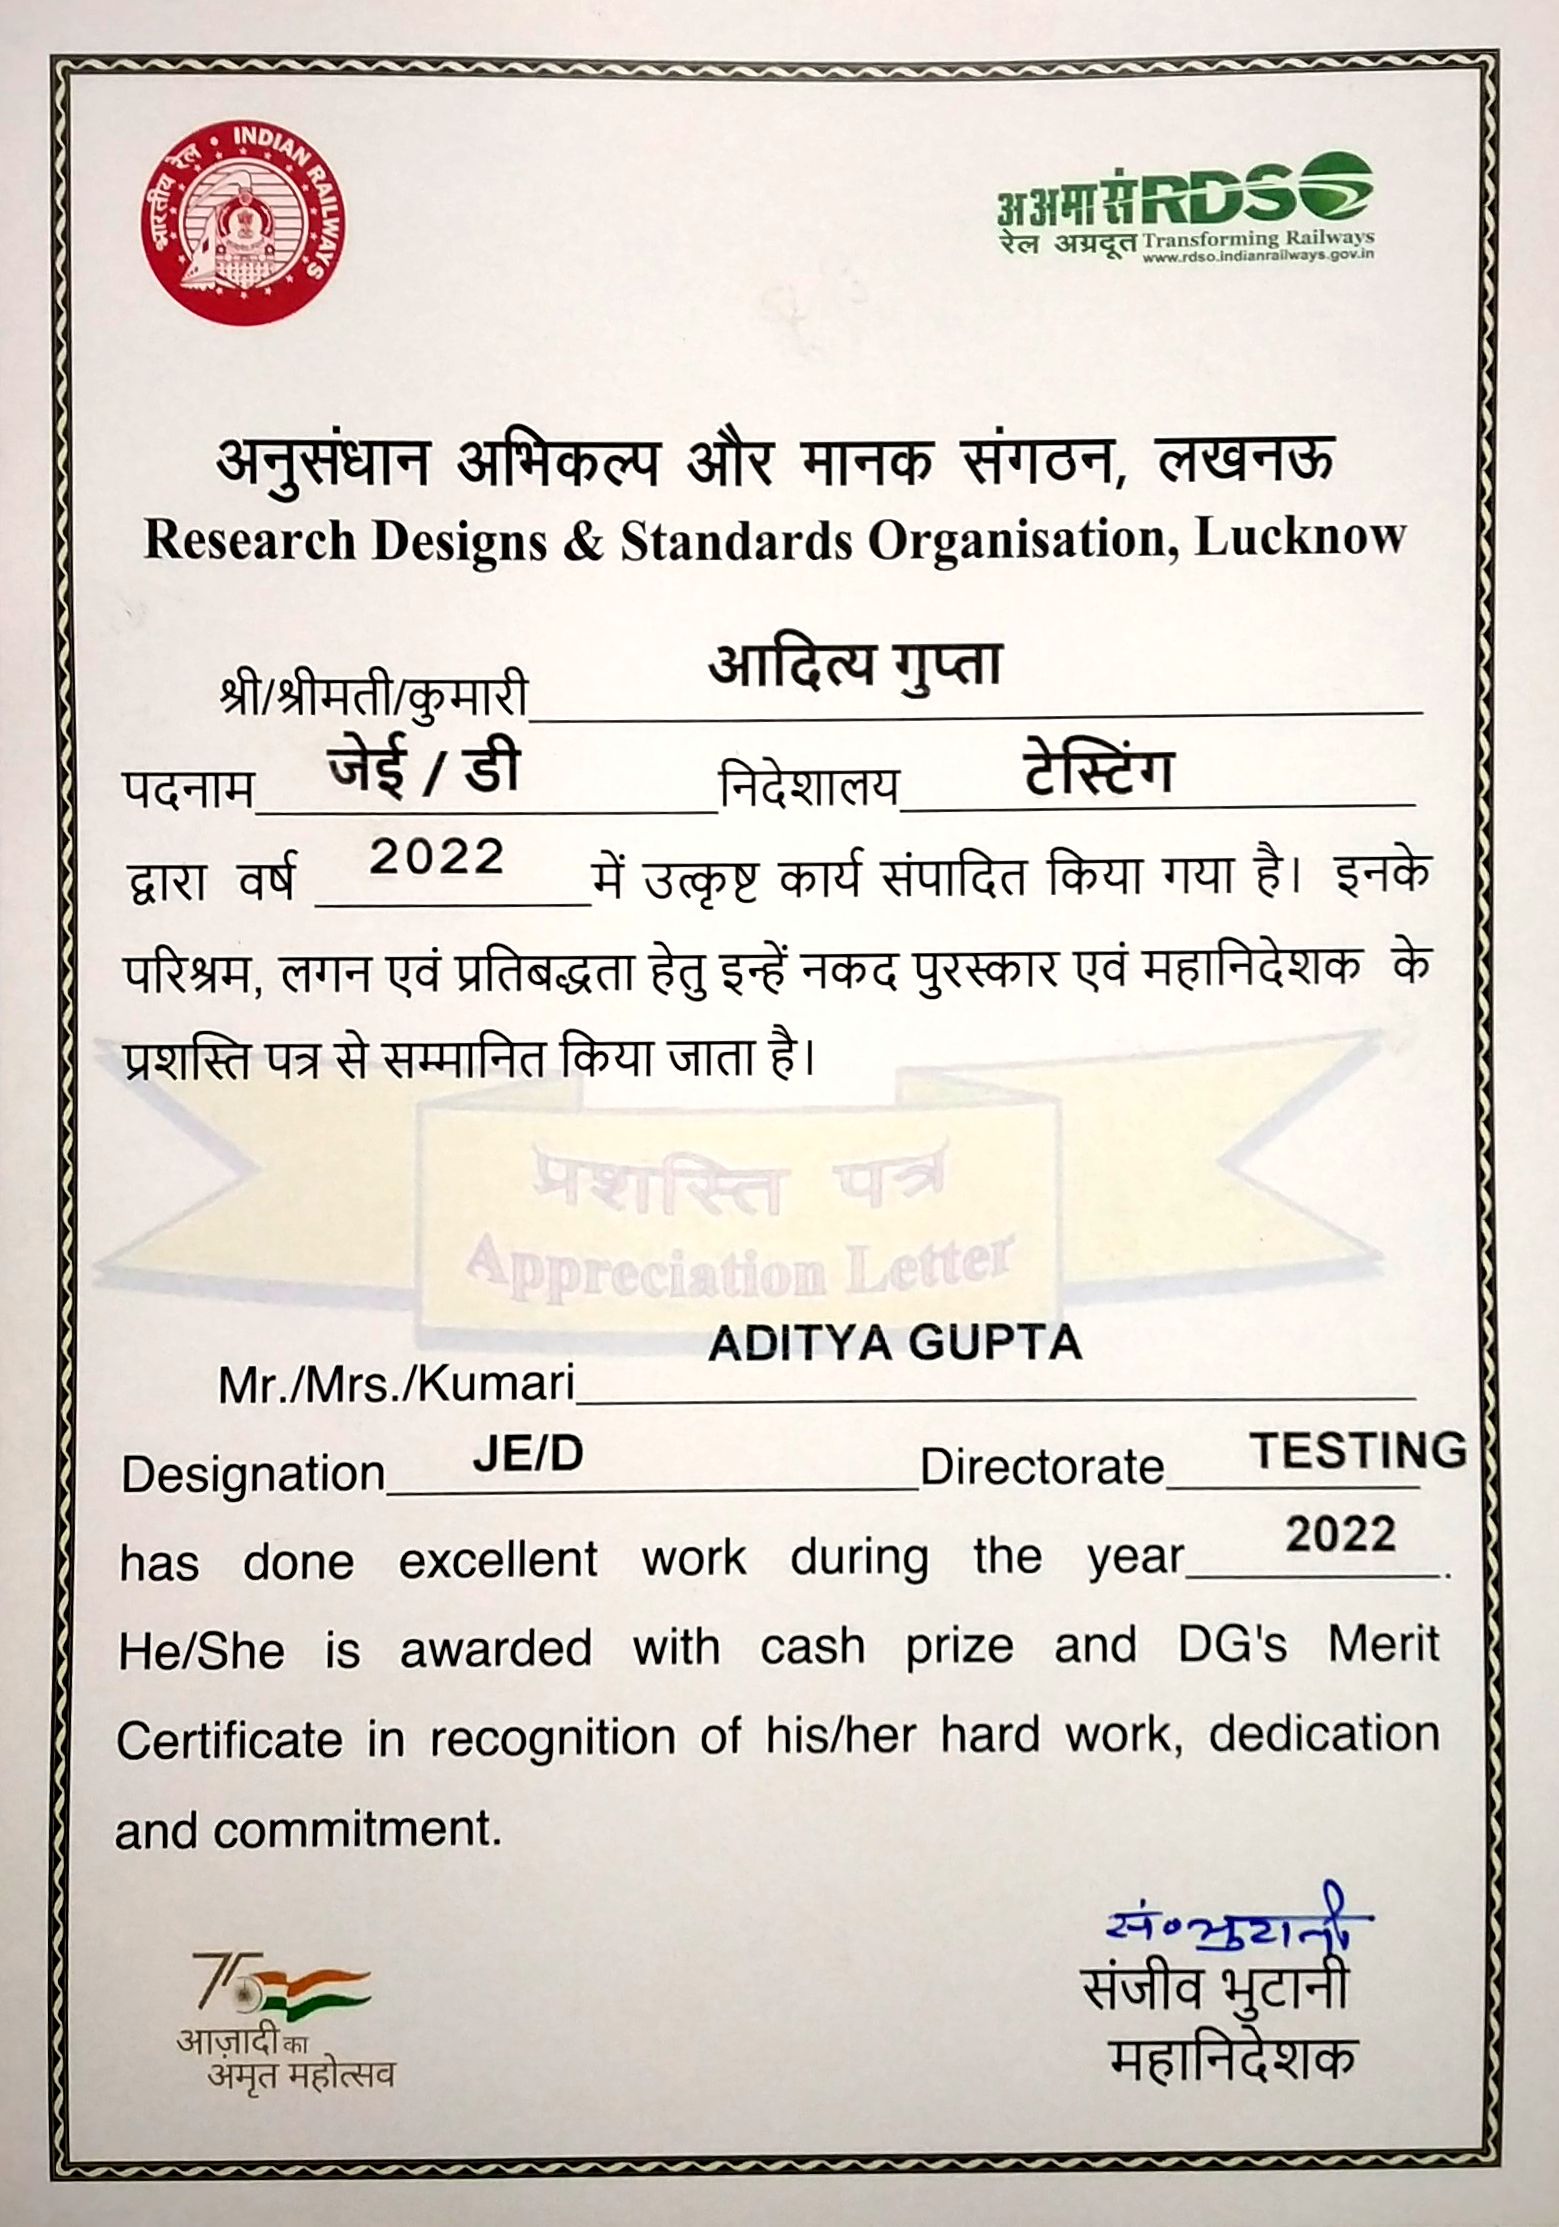 भारतीय रेल • INDIAN RAILWAYS
अअमासं RDSO
रेल अग्रदूत Transforming Railways
www.rdso.indianrailways.gov.in
अनुसंधान अभिकल्प और मानक संगठन, लखनऊ
Research Designs & Standards Organisation, Lucknow
श्री/श्रीमती/कुमारी आदित्य गुप्ता
पदनाम जेई / डी निदेशालय टेस्टिंग
द्वारा वर्ष 2022 में उत्कृष्ट कार्य संपादित किया गया है। इनके
परिश्रम, लगन एवं प्रतिबद्धता हेतु इन्हें नकद पुरस्कार एवं महानिदेशक के
प्रशस्ति पत्र से सम्मानित किया जाता है।
प्रशस्ति पत्र
Appreciation Letter
Mr./Mrs./Kumari ADITYA GUPTA
Designation JE/D Directorate TESTING
has done excellent work during the year 2022.
He/She is awarded with cash prize and DG's Merit
Certificate in recognition of his/her hard work, dedication
and commitment.
सं॰भुटानी
संजीव भुटानी
महानिदेशक
75
आज़ादी का
अमृत महोत्सव